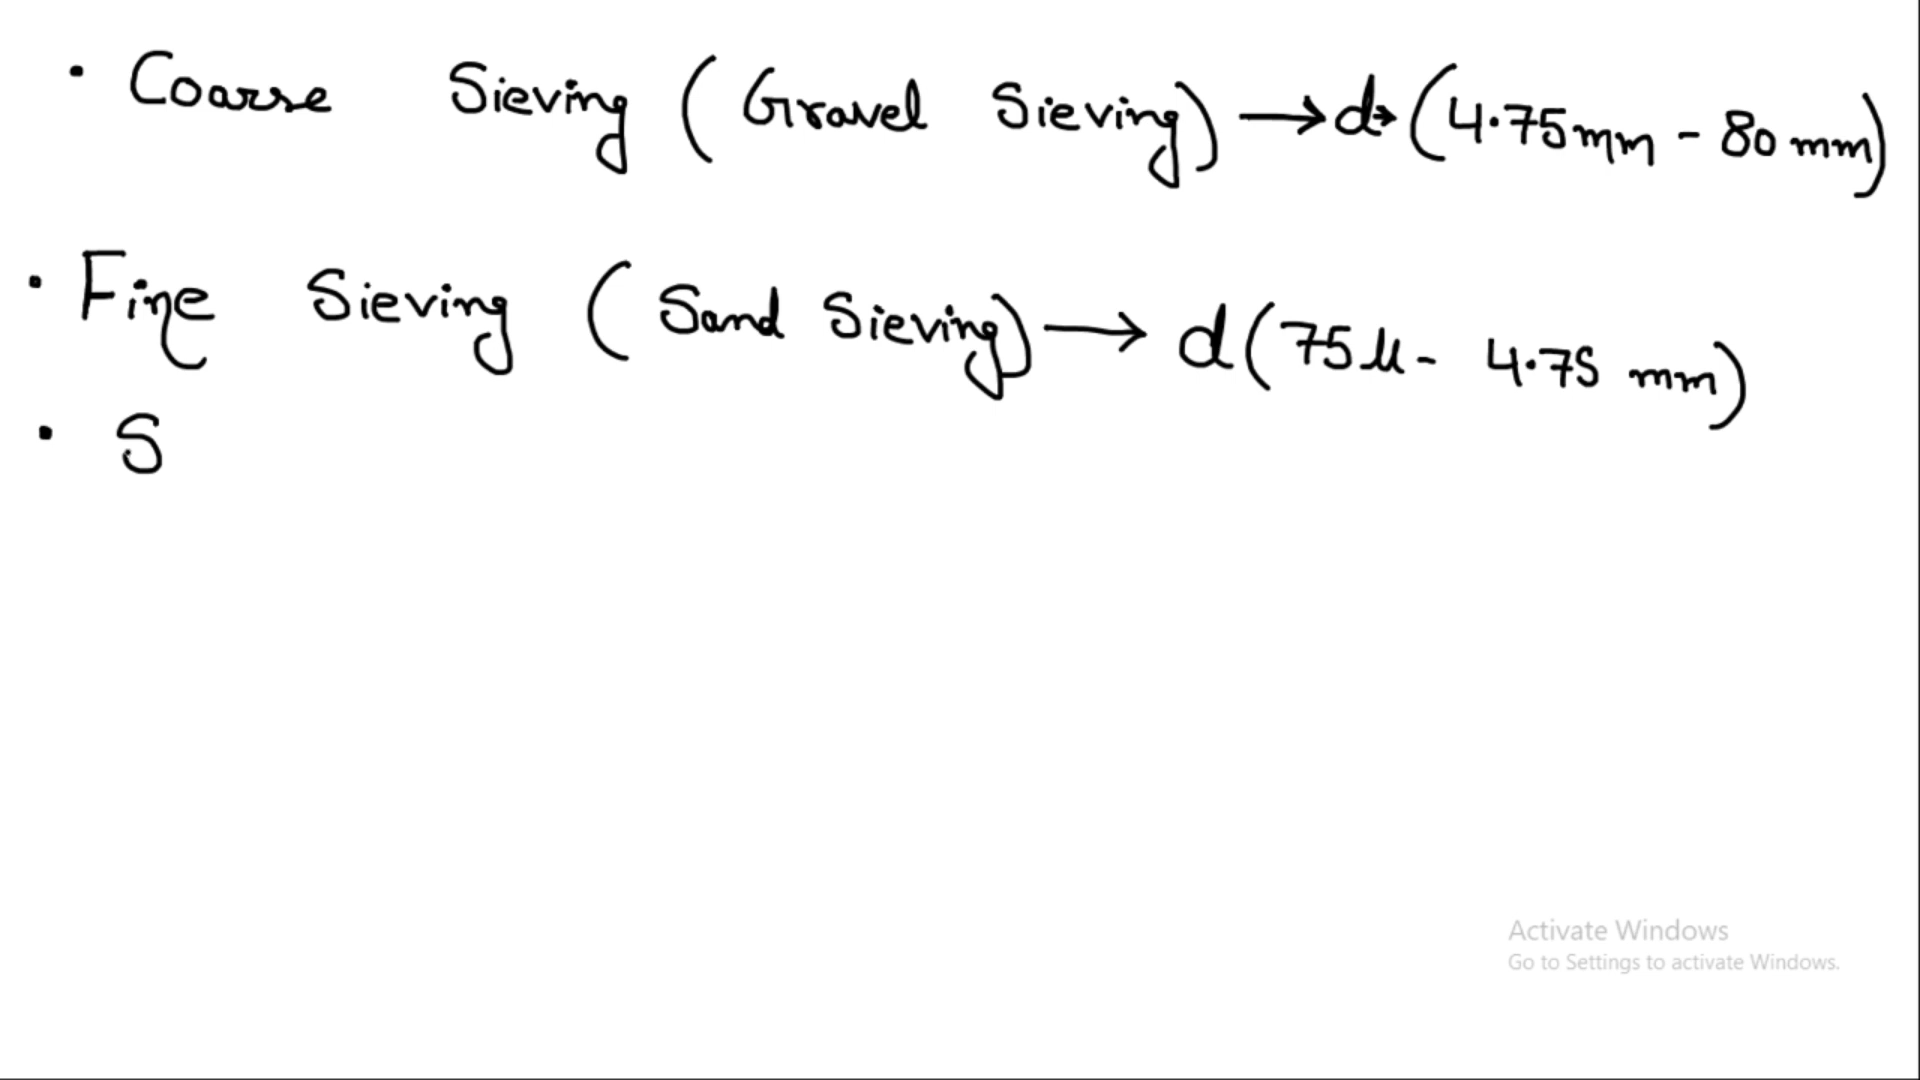 • Coarse Sieving (Gravel Sieving) → d→ (4.75mm - 80 mm)
• Fine Sieving (Sand Sieving) → d (75μ - 4.75 mm)
• S
Activate Windows
Go to Settings to activate Windows.